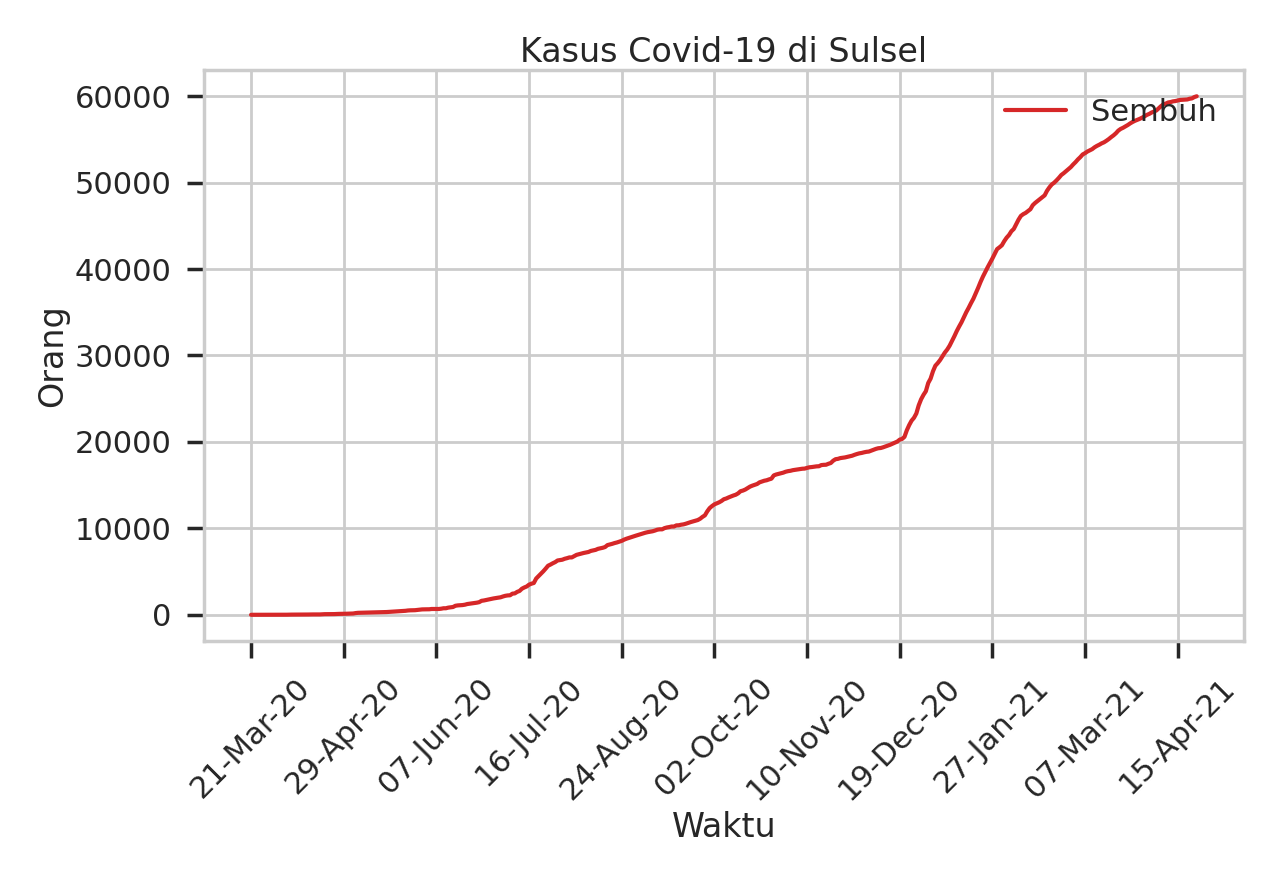 Kasus Covid-19 di Sulsel
Sembuh
Orang
60000
50000
40000
30000
20000
10000
0
21-Mar-20
29-Apr-20
07-Jun-20
16-Jul-20
24-Aug-20
02-Oct-20
10-Nov-20
19-Dec-20
27-Jan-21
07-Mar-21
15-Apr-21
Waktu